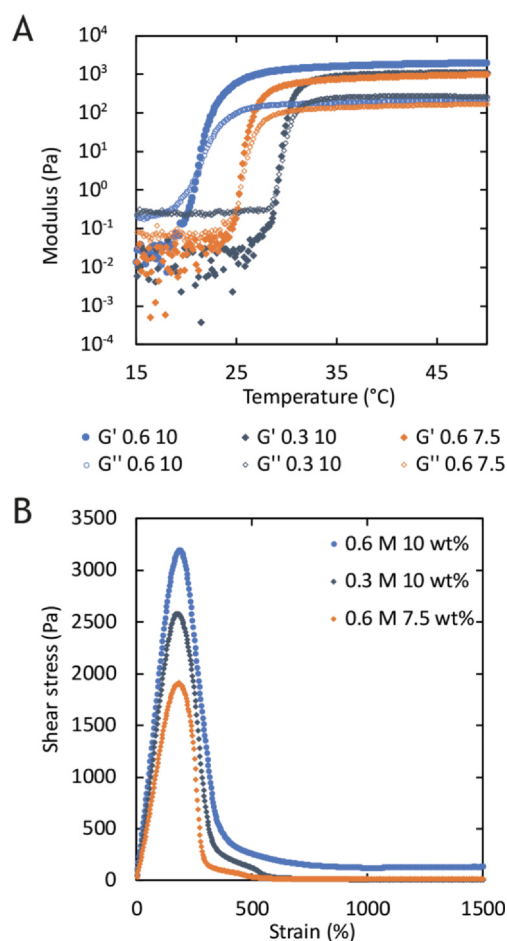 A
10⁴
10³
10²
10¹
10⁰
10⁻¹
10⁻²
10⁻³
10⁻⁴
Modulus (Pa)
15 25 35 45
Temperature (°C)
G' 0.6 10 G' 0.3 10 G' 0.6 7.5
G'' 0.6 10 G'' 0.3 10 G'' 0.6 7.5
B
3500
3000
2500
2000
1500
1000
500
0
Shear stress (Pa)
0.6 M 10 wt%
0.3 M 10 wt%
0.6 M 7.5 wt%
0 500 1000 1500
Strain (%)